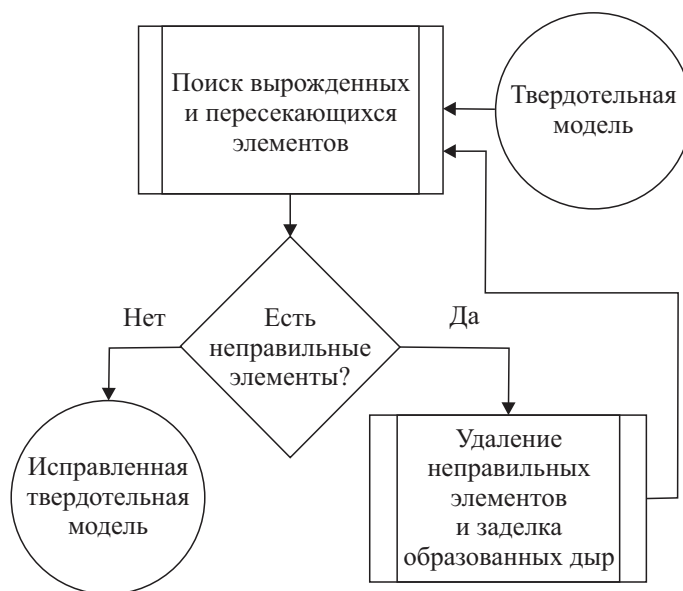 Поиск вырожденных
и пересекающихся
элементов
Твердотельная
модель
Нет
Есть
неправильные
элементы?
Да
Исправленная
твердотельная
модель
Удаление
неправильных
элементов
и заделка
образованных дыр